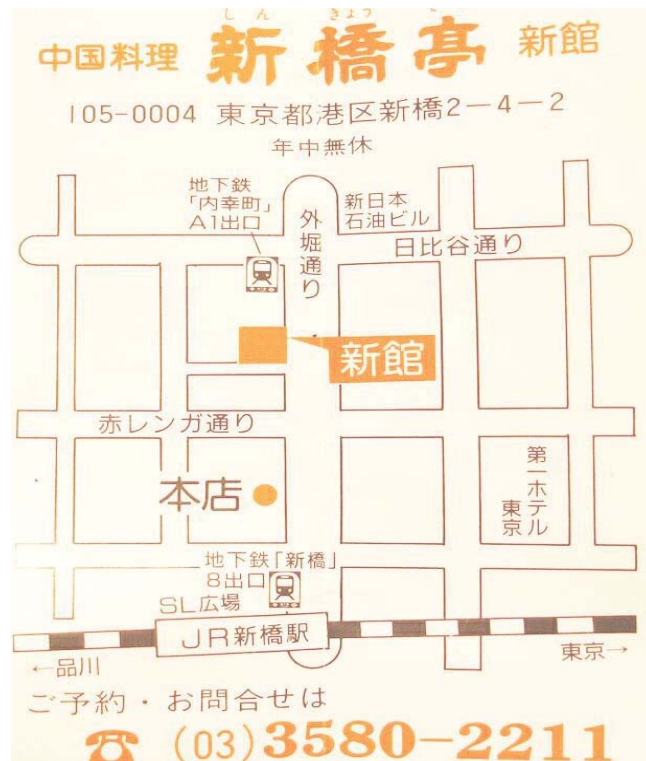 しん きょう
中国料理 新橋亭 新館
105-0004 東京都港区新橋2-4-2
年中無休
地下鉄
「内幸町」
A1出口
外堀通り
新日本
石油ビル
日比谷通り
新館
赤レンガ通り
本店
第一ホテル
東京
地下鉄「新橋」
8出口
SL広場
JR新橋駅
←品川
東京→
ご予約・お問合せは
☎ (03)3580-2211